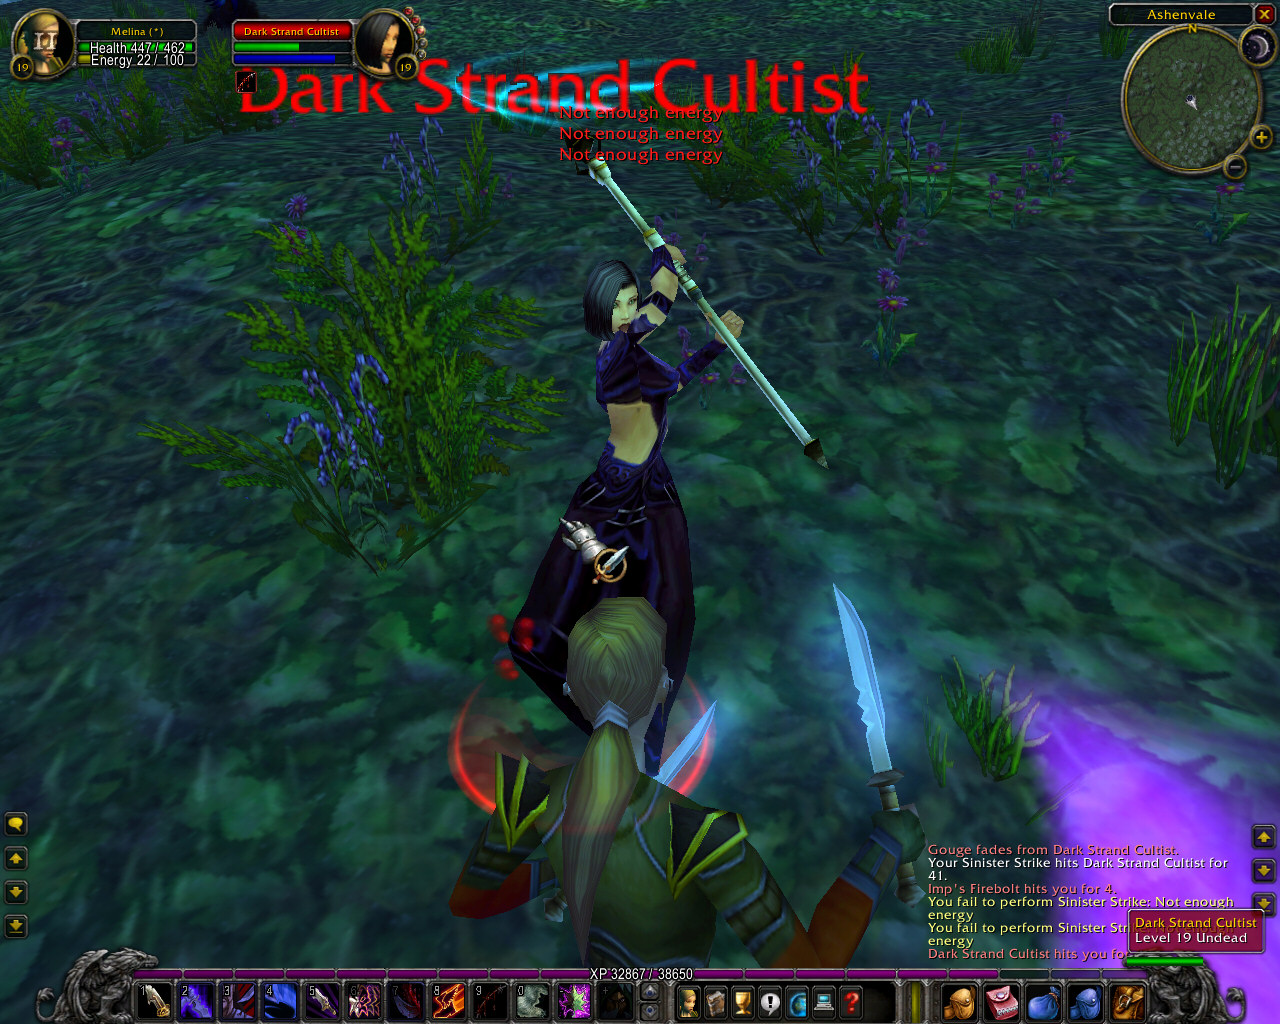 Melina (*)
Health 447 / 462
Energy 22 / 100
19
Dark Strand Cultist
19
Ashenvale
N
Dark Strand Cultist
Not enough energy
Not enough energy
Not enough energy
Gouge fades from Dark Strand Cultist.
Your Sinister Strike hits Dark Strand Cultist for
41.
Imp's Firebolt hits you for 4.
You fail to perform Sinister Strike: Not enough
energy
You fail to perform Sinister
energy
Dark Strand Cultist hits you for
Dark Strand Cultist
Level 19 Undead
XP 32867 / 38650
1 2 3 4 5 6 7 8 9 0 - +